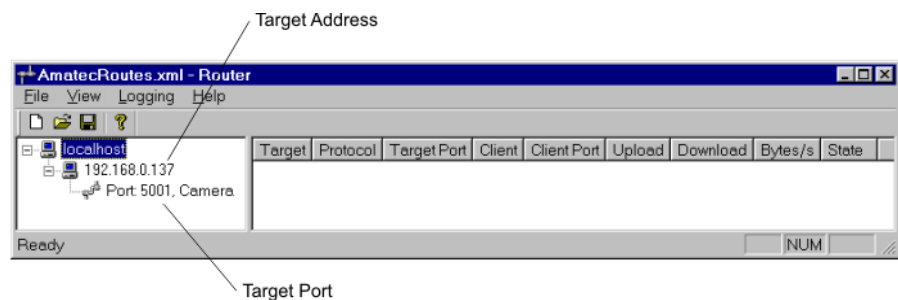 Target Address
AmatecRoutes.xml - Router
File View Logging Help
localhost
192.168.0.137
Port: 5001, Camera
Target Protocol Target Port Client Client Port Upload Download Bytes/s State
Ready
NUM
Target Port